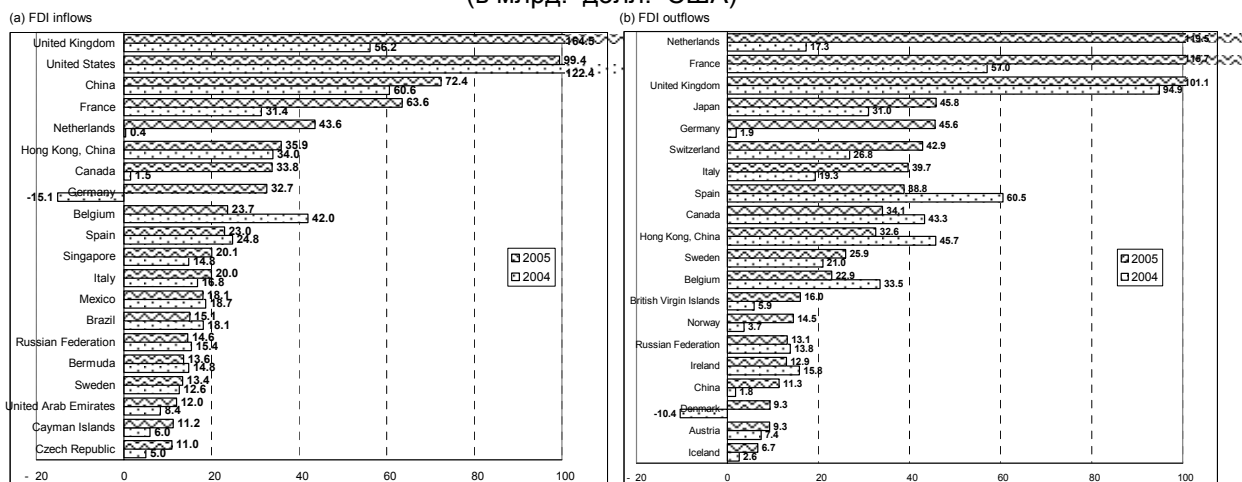 (в млрд. долл. США)
(a) FDI inflows
United Kingdom 164.5
56.2
United States 99.4
122.4
China 72.4
60.6
France 63.6
31.4
Netherlands 43.6
0.4
Hong Kong, China 35.9
34.0
Canada 33.8
1.5
Germany 32.7
-15.1
Belgium 23.7
42.0
Spain 23.0
24.8
Singapore 20.1
14.8
Italy 20.0
16.8
Mexico 18.1
18.7
Brazil 15.1
18.1
Russian Federation 14.6
15.4
Bermuda 13.6
14.8
Sweden 13.4
12.6
United Arab Emirates 12.0
8.4
Cayman Islands 11.2
6.0
Czech Republic 11.0
5.0
2005
2004
- 20 0 20 40 60 80 100
(b) FDI outflows
Netherlands 119.5
17.3
France 115.7
57.0
United Kingdom 101.1
94.9
Japan 45.8
31.0
Germany 45.6
1.9
Switzerland 42.9
26.8
Italy 39.7
19.3
Spain 38.8
60.5
Canada 34.1
43.3
Hong Kong, China 32.6
45.7
Sweden 25.9
21.0
Belgium 22.9
33.5
British Virgin Islands 16.0
5.9
Norway 14.5
3.7
Russian Federation 13.1
13.8
Ireland 12.9
15.8
China 11.3
1.8
Denmark 9.3
-10.4
Austria 9.3
7.4
Iceland 6.7
2.6
2005
2004
- 20 0 20 40 60 80 100